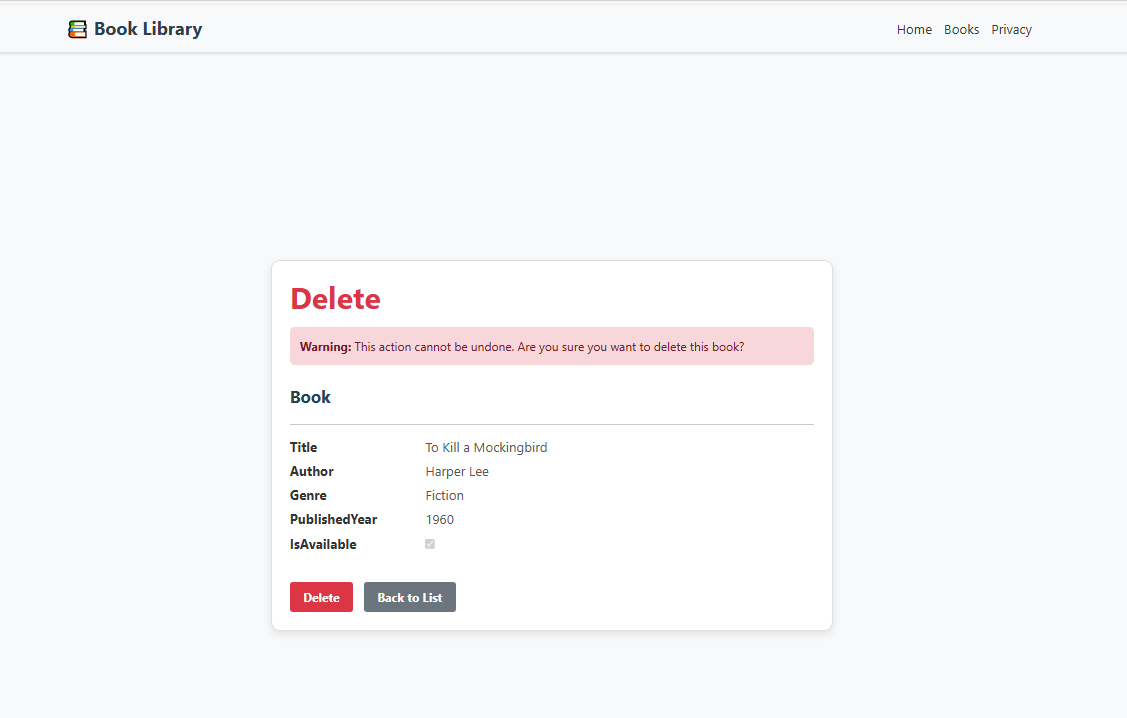 Book Library
Home Books Privacy
Delete
Warning: This action cannot be undone. Are you sure you want to delete this book?
Book
Title To Kill a Mockingbird
Author Harper Lee
Genre Fiction
PublishedYear 1960
IsAvailable
Delete Back to List